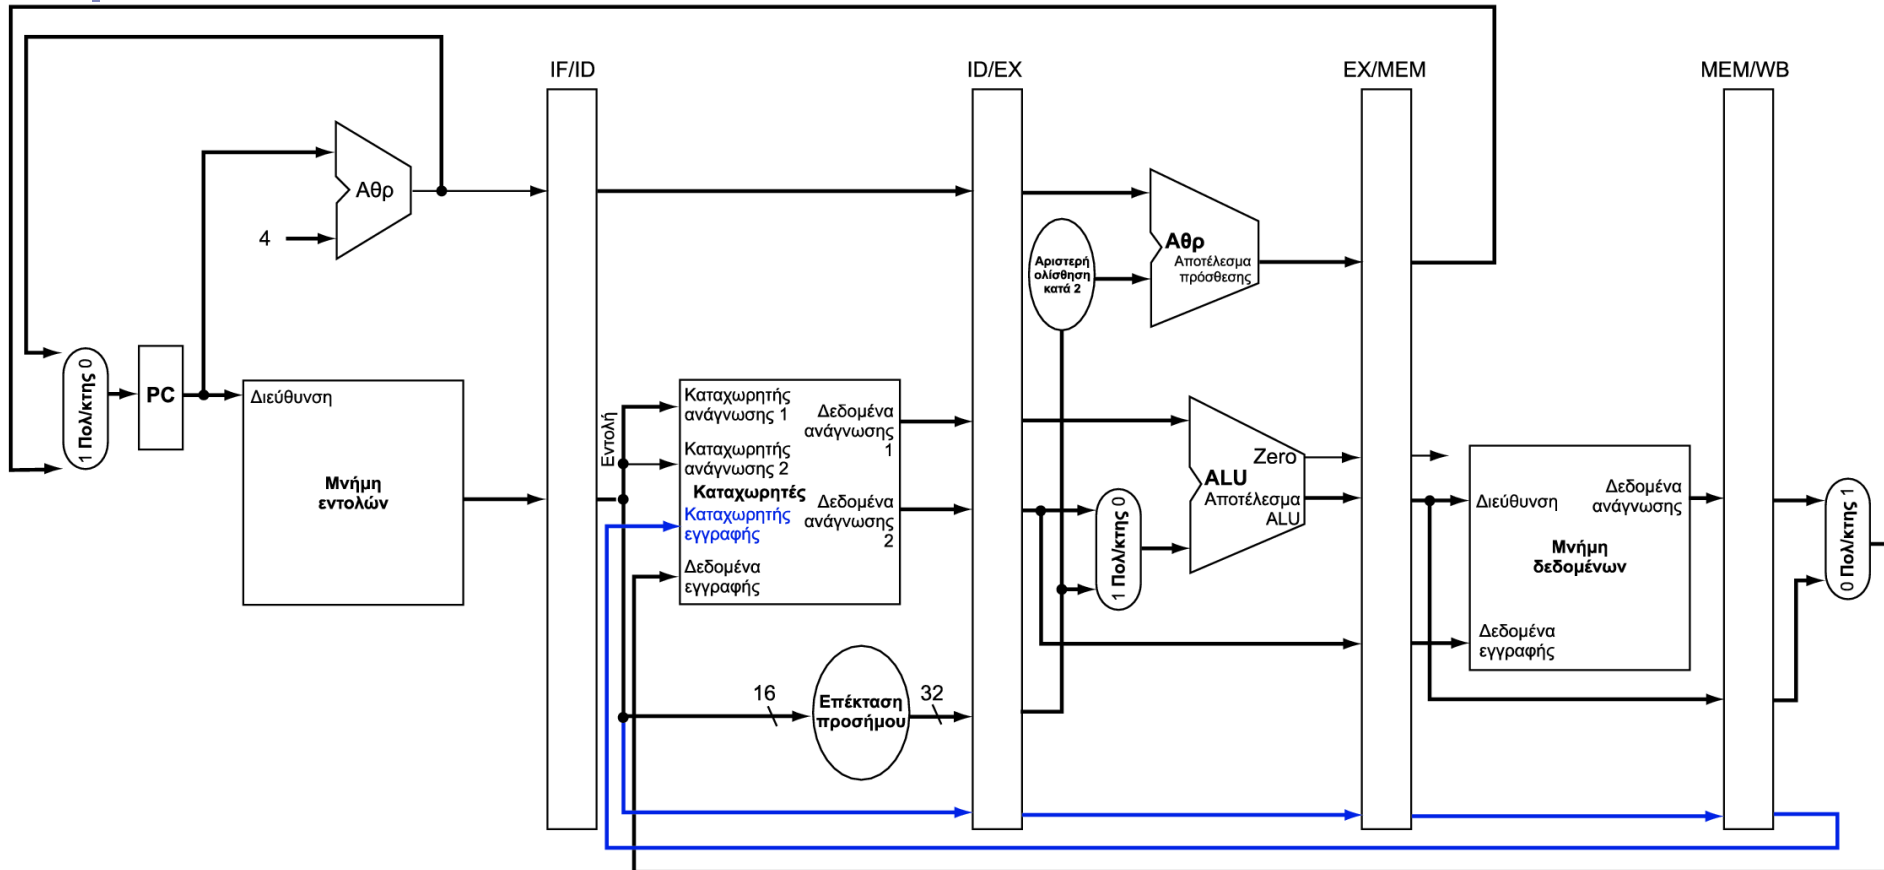 IF/ID
ID/EX
EX/MEM
MEM/WB
Αθρ
4
Αθρ
Αποτέλεσμα
πρόσθεσης
Αριστερή
ολίσθηση
κατά 2
1 Πολ/κτης 0
PC
Διεύθυνση
Μνήμη
εντολών
Εντολή
Καταχωρητής
ανάγνωσης 1
Καταχωρητής
ανάγνωσης 2
Καταχωρητές
Καταχωρητής
εγγραφής
Δεδομένα
εγγραφής
Δεδομένα
ανάγνωσης
1
Δεδομένα
ανάγνωσης
2
16
Επέκταση
προσήμου
32
1 Πολ/κτης 0
Zero
ALU
Αποτέλεσμα
ALU
Διεύθυνση
Δεδομένα
ανάγνωσης
Μνήμη
δεδομένων
Δεδομένα
εγγραφής
0 Πολ/κτης 1